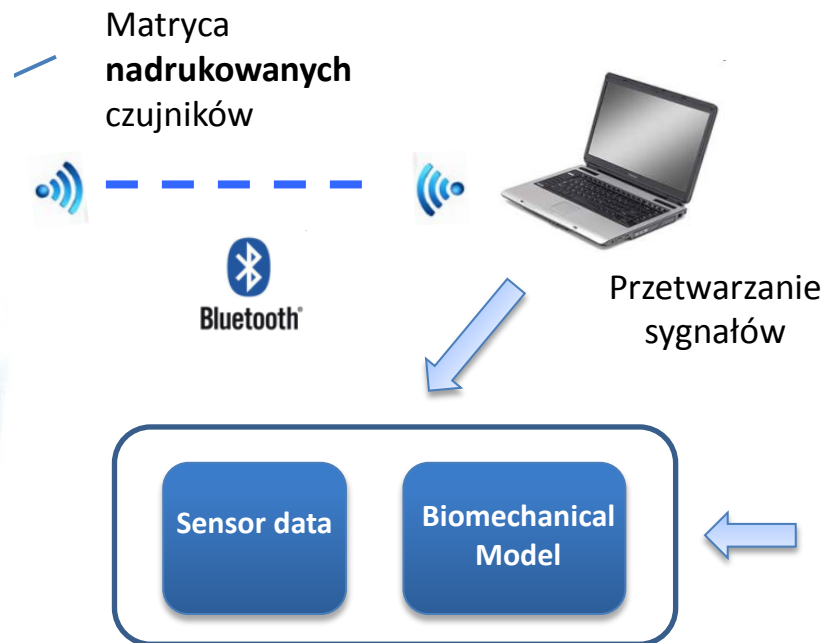 Matryca
nadrukowanych
czujników
Bluetooth®
Przetwarzanie
sygnałów
Sensor data
Biomechanical
Model